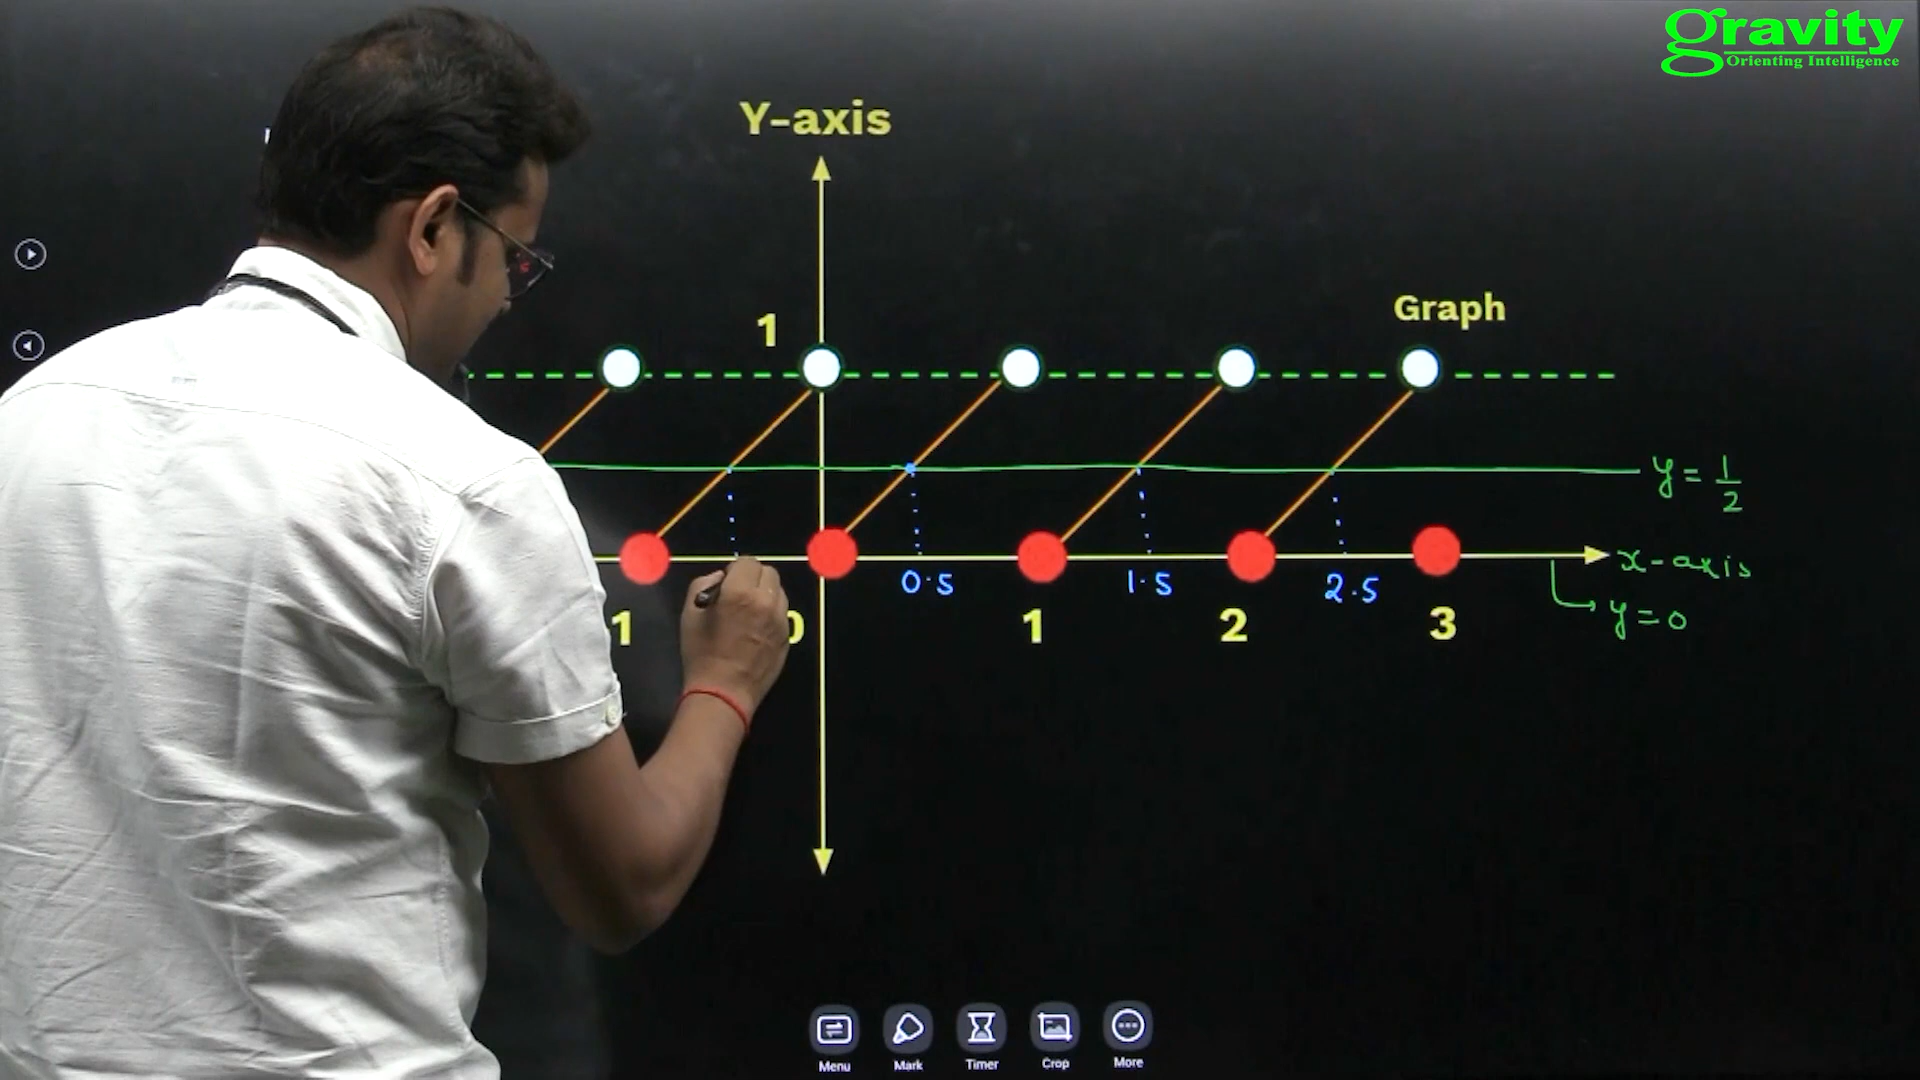 gravity
Orienting Intelligence
Y-axis
1
Graph
y = 1/2
x-axis
0.5 1.5 2.5
y = 0
1 0 1 2 3
Menu Mark Timer Crop More